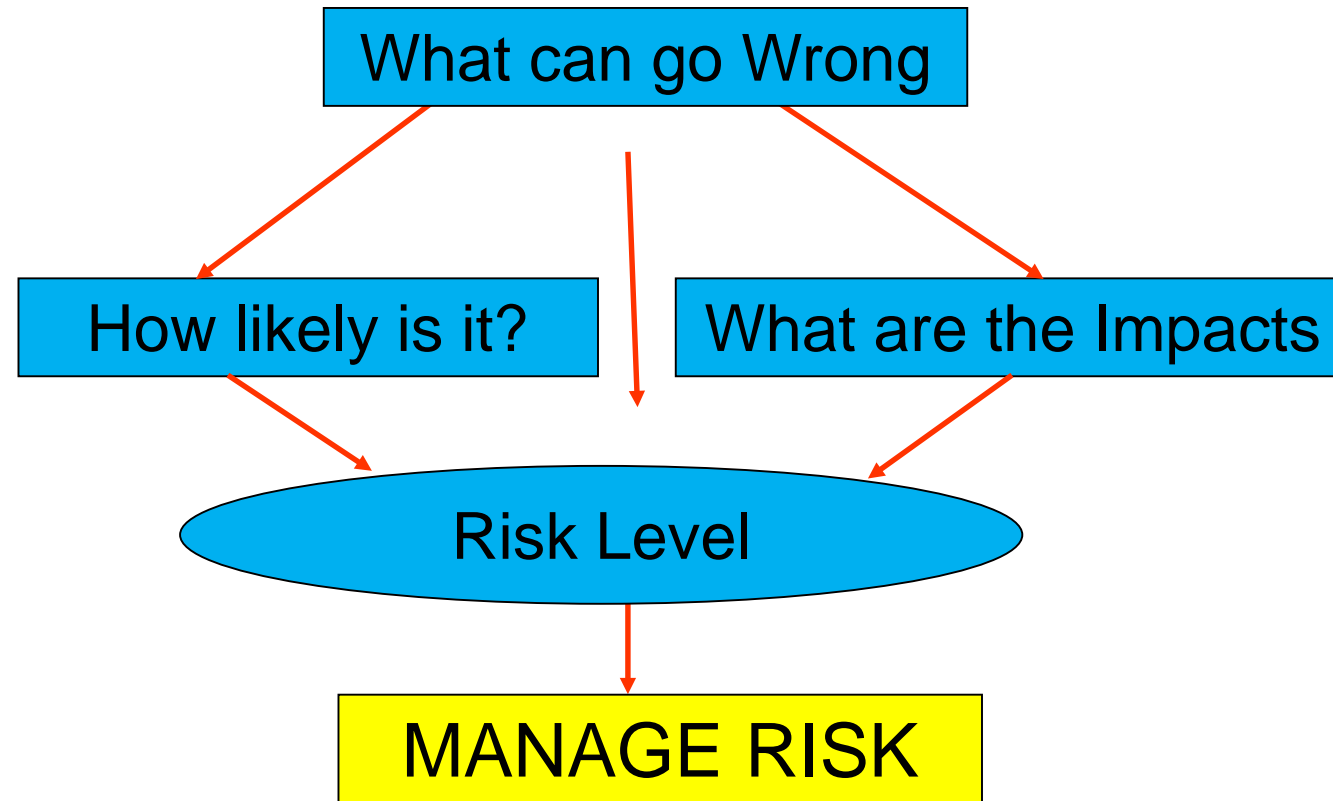 What can go Wrong
How likely is it?
What are the Impacts
Risk Level
MANAGE RISK